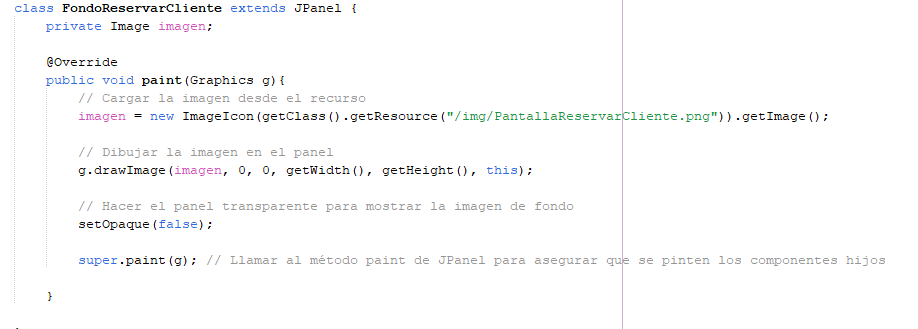 class FondoReservarCliente extends JPanel {
private Image imagen;
@Override
public void paint(Graphics g){
// Cargar la imagen desde el recurso
imagen = new ImageIcon(getClass().getResource("/img/PantallaReservarCliente.png")).getImage();
// Dibujar la imagen en el panel
g.drawImage(imagen, 0, 0, getWidth(), getHeight(), this);
// Hacer el panel transparente para mostrar la imagen de fondo
setOpaque(false);
super.paint(g); // Llamar al método paint de JPanel para asegurar que se pinten los componentes hijos
}